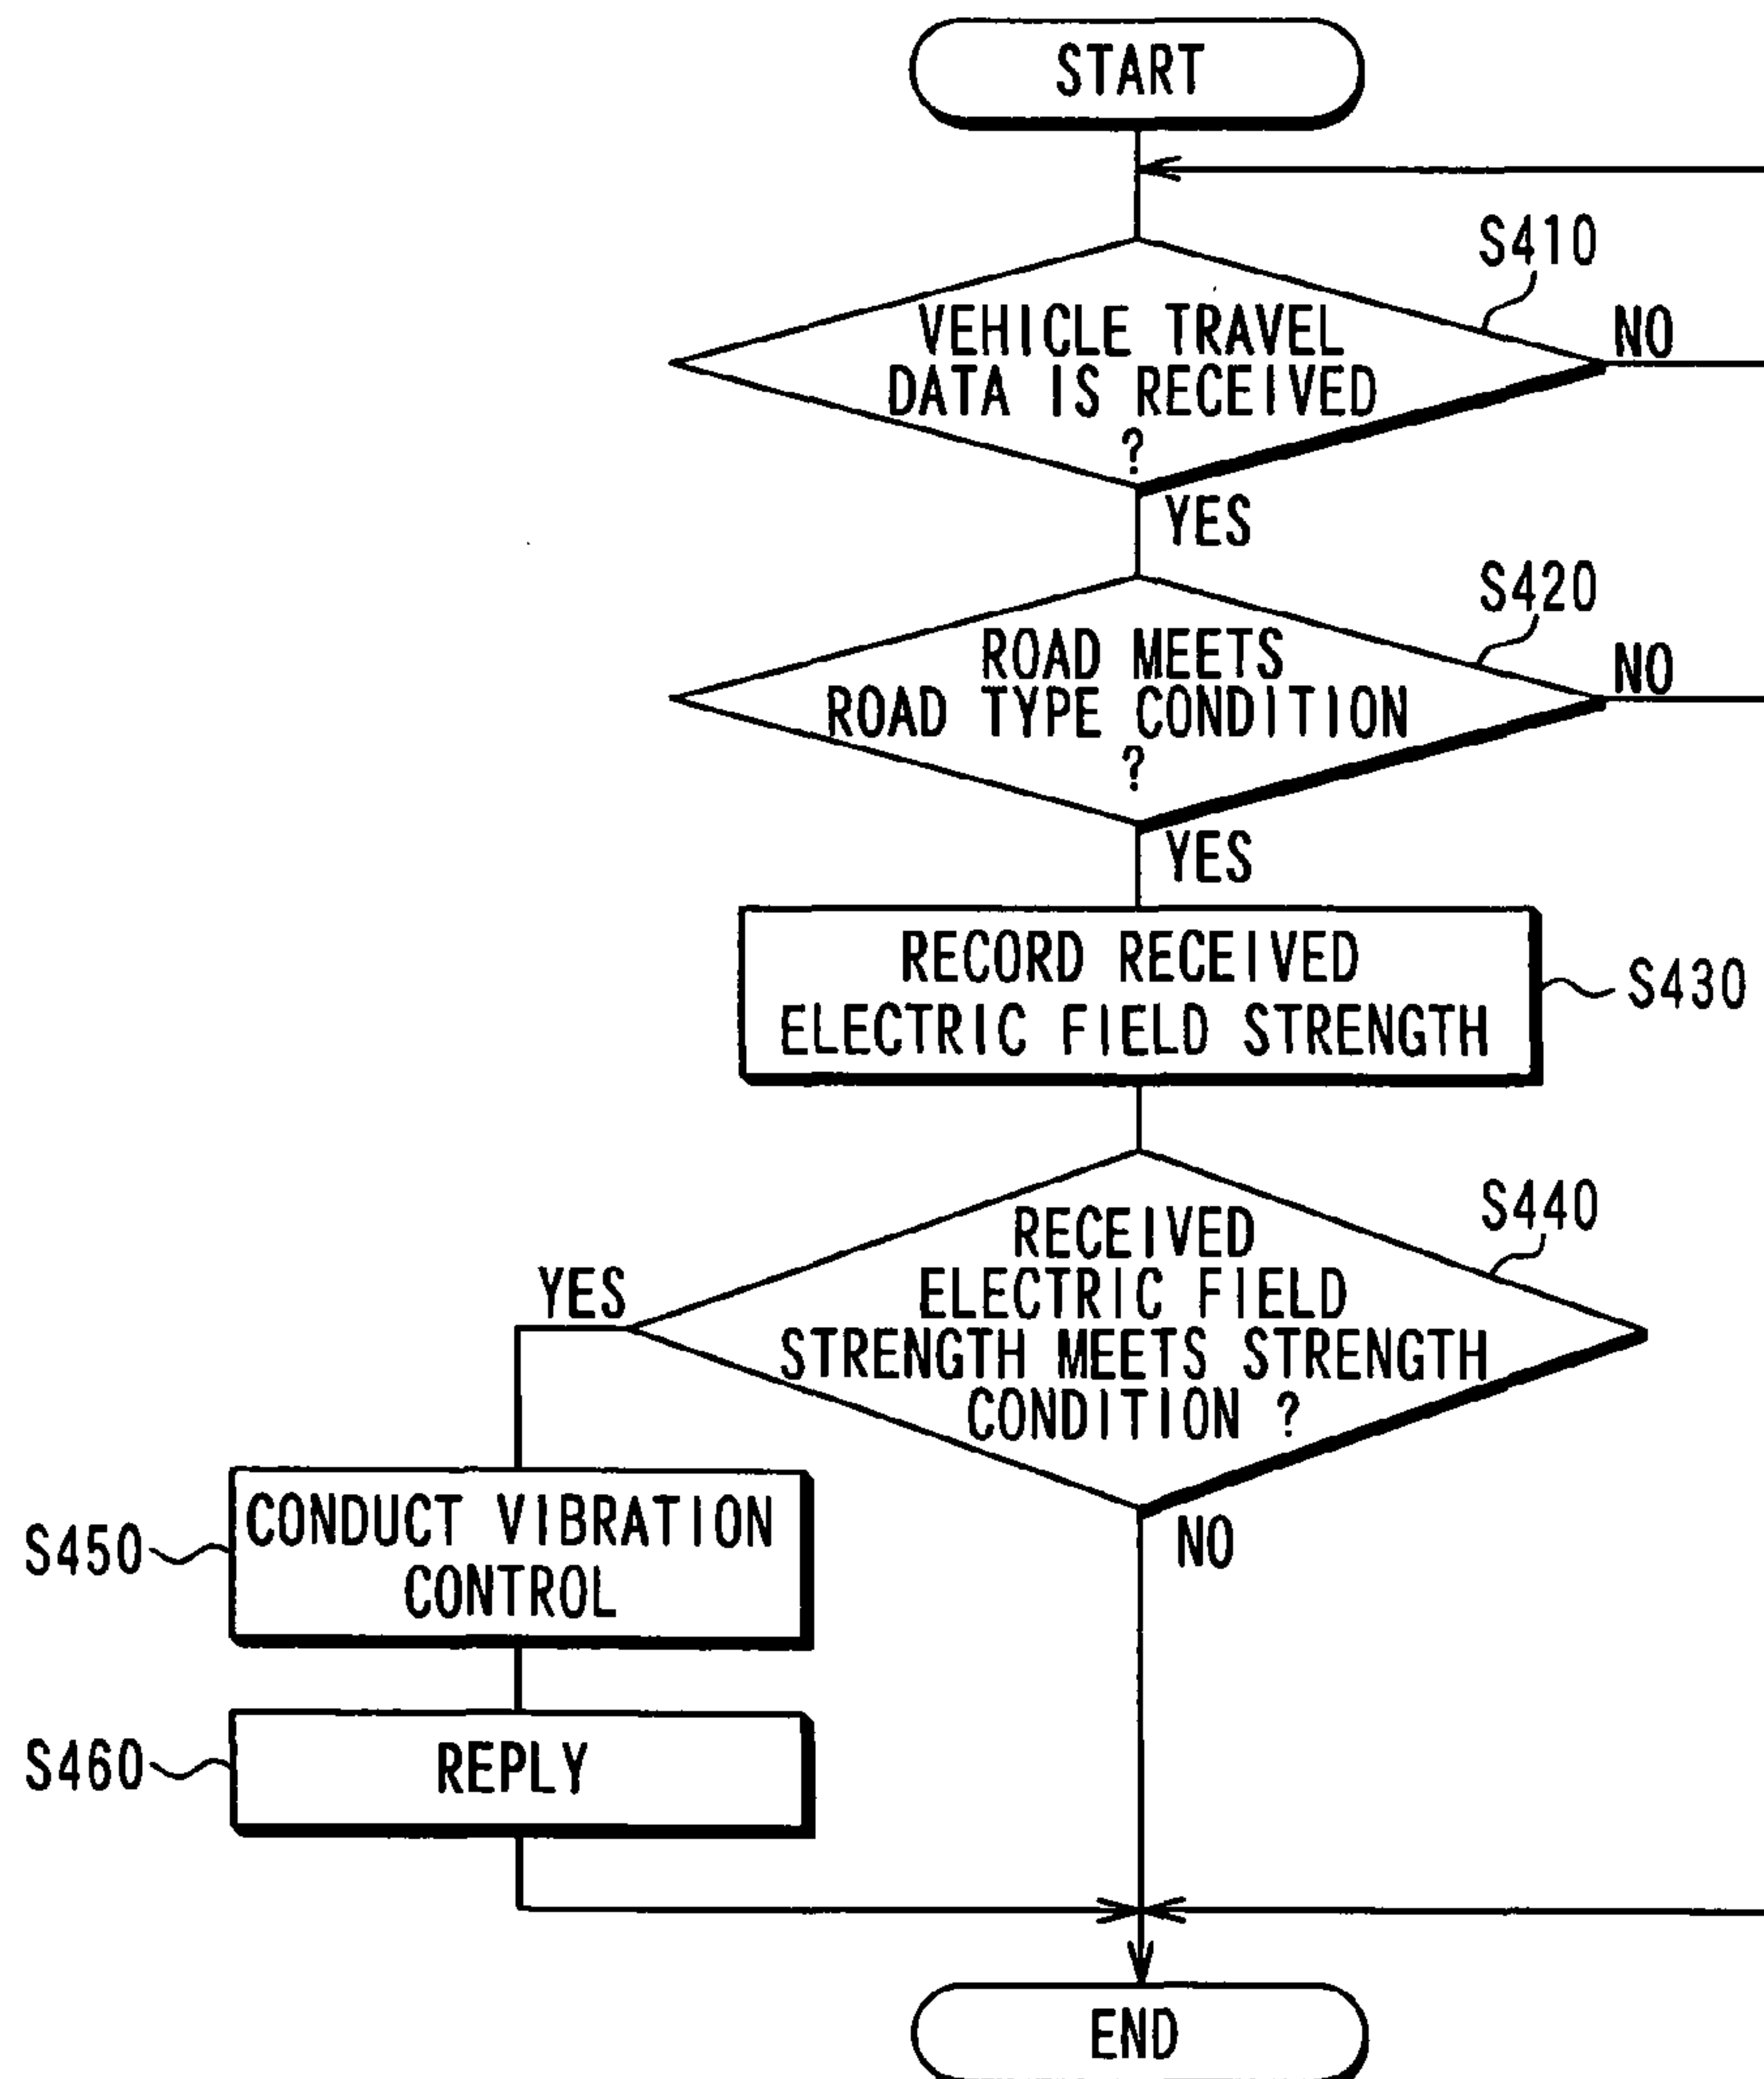 START
S410
VEHICLE TRAVEL
DATA IS RECEIVED
?
NO
YES
S420
ROAD MEETS
ROAD TYPE CONDITION
?
NO
YES
RECORD RECEIVED
ELECTRIC FIELD STRENGTH
S430
S440
RECEIVED
ELECTRIC FIELD
STRENGTH MEETS STRENGTH
CONDITION ?
YES
NO
CONDUCT VIBRATION
CONTROL
S450
REPLY
S460
END